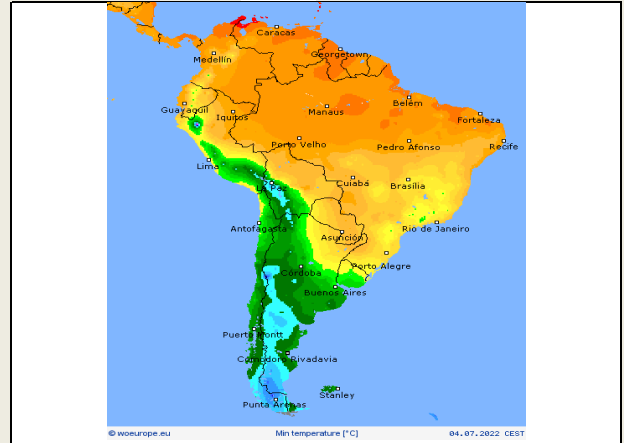 Caracas
Georgetown
Medellín
Guayaquil
Iquitos
Manaus
Belém
Fortaleza
Porto Velho
Pedro Afonso
Recife
Lima
La Paz
Cuiabá
Brasília
Antofagasta
Asunción
Rio de Janeiro
Córdoba
Porto Alegre
Buenos Aires
Puerto Montt
Comodoro Rivadavia
Stanley
Punta Arenas
© woeurope.eu Min temperature [°C] 04.07.2022 CEST